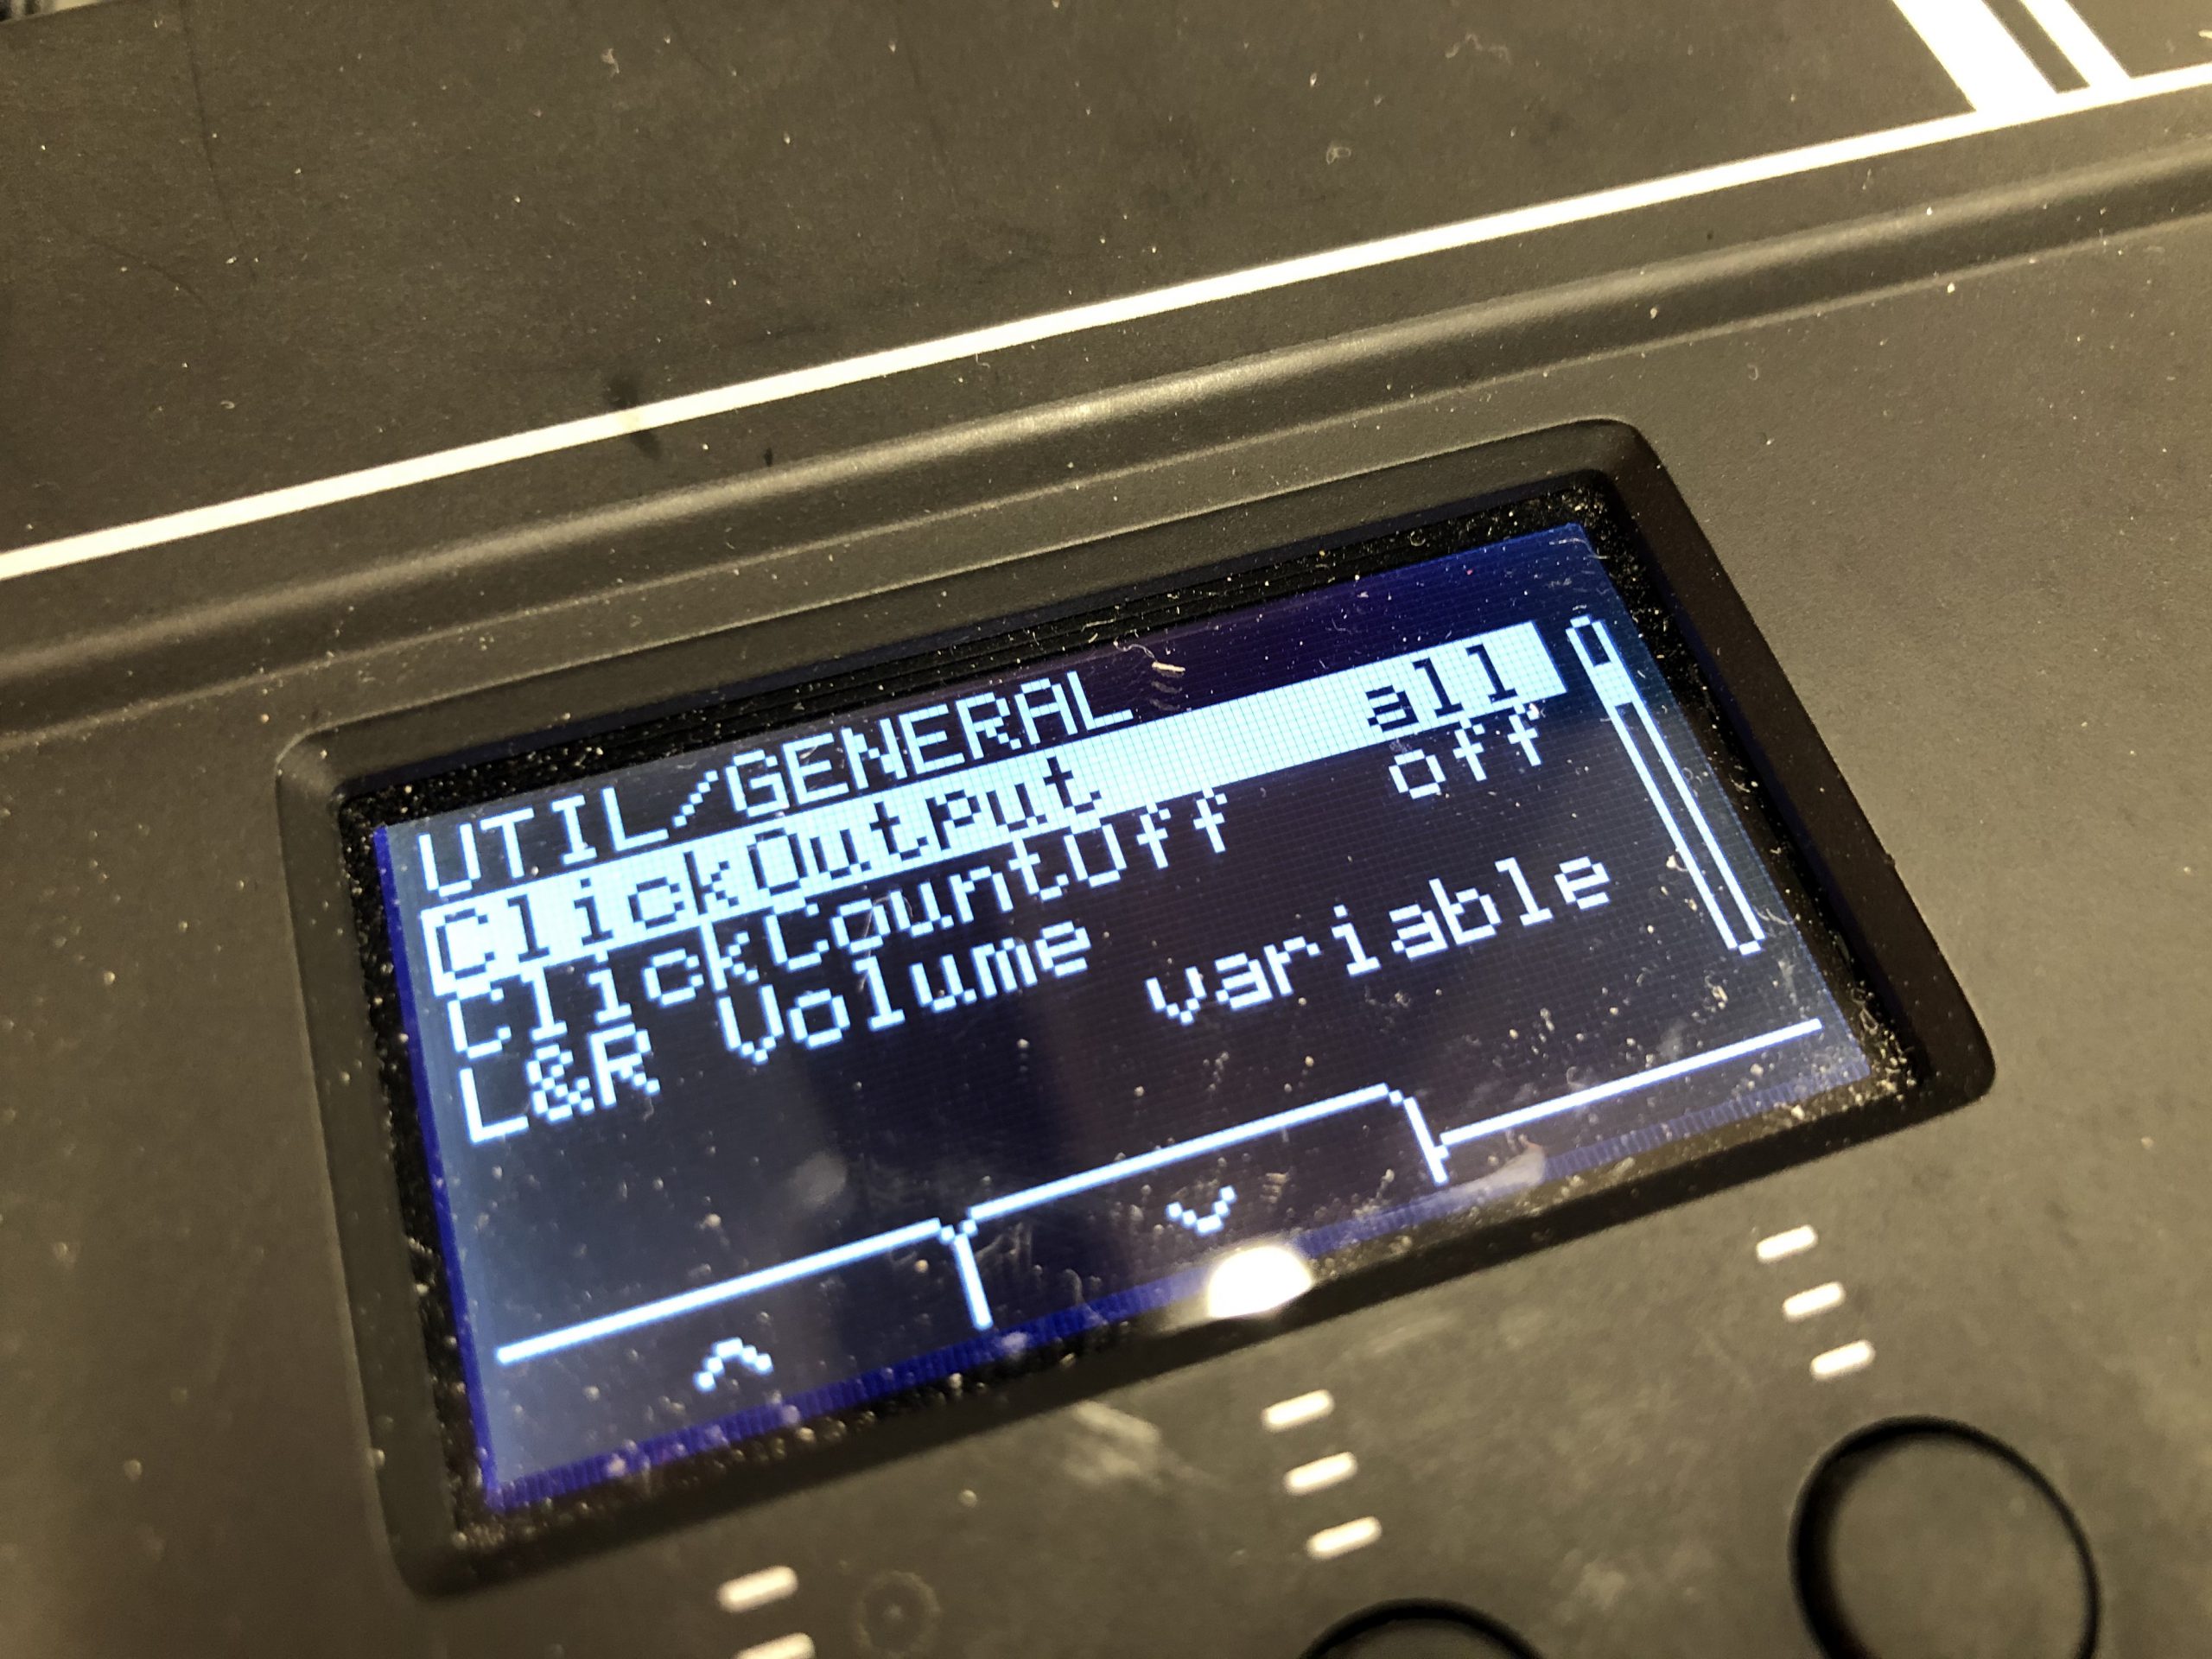 UTIL/GENERAL
ClickOutput all
ClickCountOff off
L&R Volume variable